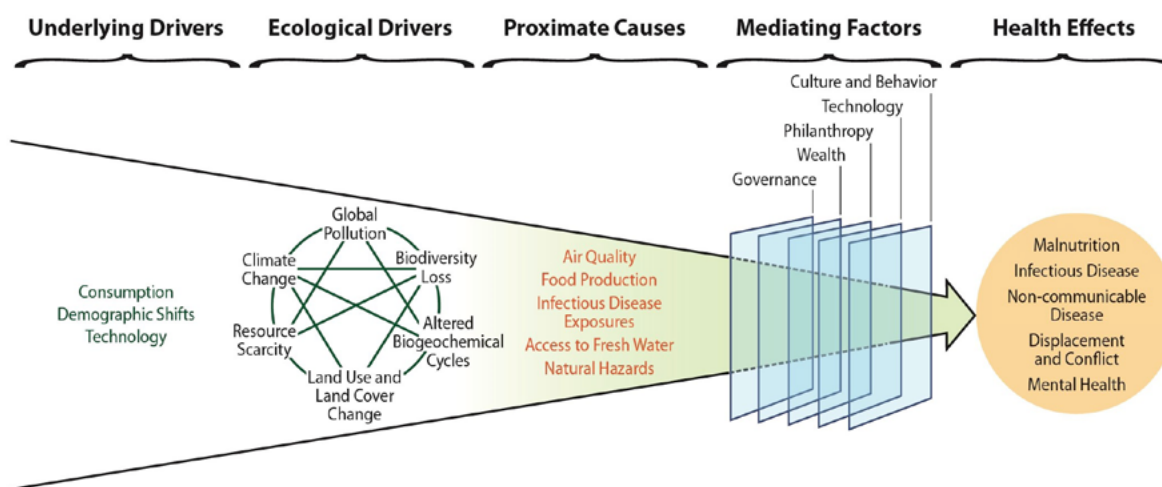 Underlying Drivers
Ecological Drivers
Proximate Causes
Mediating Factors
Health Effects
Culture and Behavior
Technology
Philanthropy
Wealth
Governance
Consumption
Demographic Shifts
Technology
Global
Pollution
Climate
Change
Biodiversity
Loss
Resource
Scarcity
Altered
Biogeochemical
Cycles
Land Use and
Land Cover
Change
Air Quality
Food Production
Infectious Disease
Exposures
Access to Fresh Water
Natural Hazards
Malnutrition
Infectious Disease
Non-communicable
Disease
Displacement
and Conflict
Mental Health